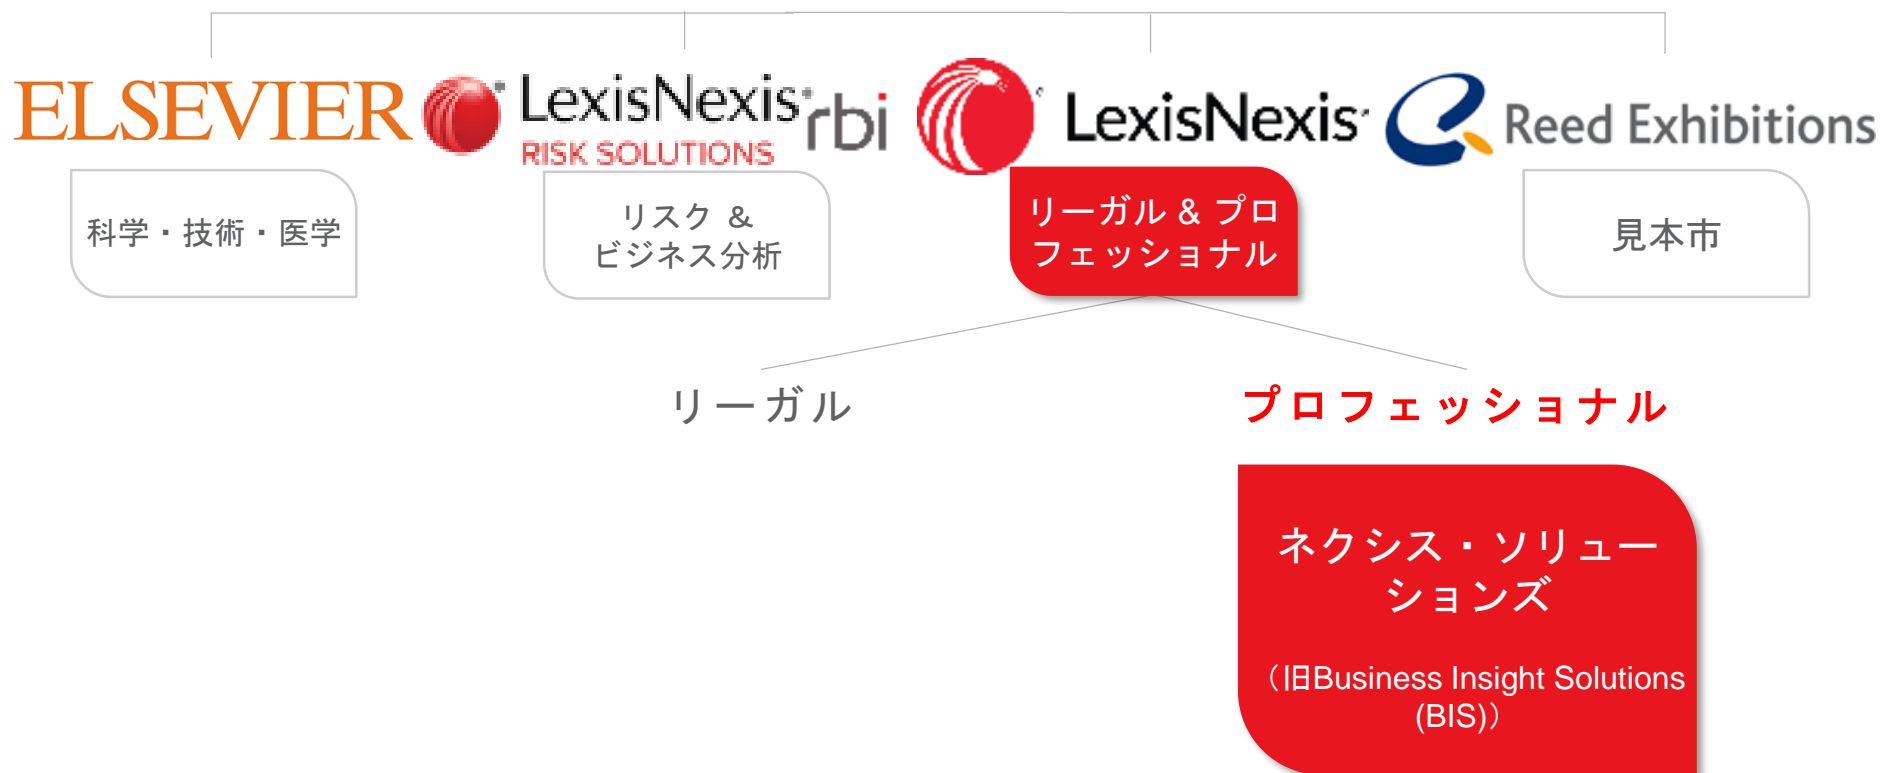 ELSEVIER
LexisNexis
RISK SOLUTIONS
rbi
LexisNexis
Reed Exhibitions
科学・技術・医学
リスク &
ビジネス分析
リーガル & プロ
フェッショナル
見本市
リーガル
プロフェッショナル
ネクシス・ソリュー
ションズ
（旧Business Insight Solutions
(BIS)）